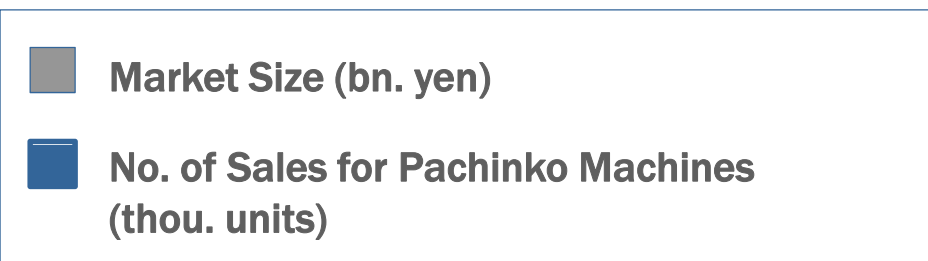 Market Size (bn. yen)
No. of Sales for Pachinko Machines
(thou. units)